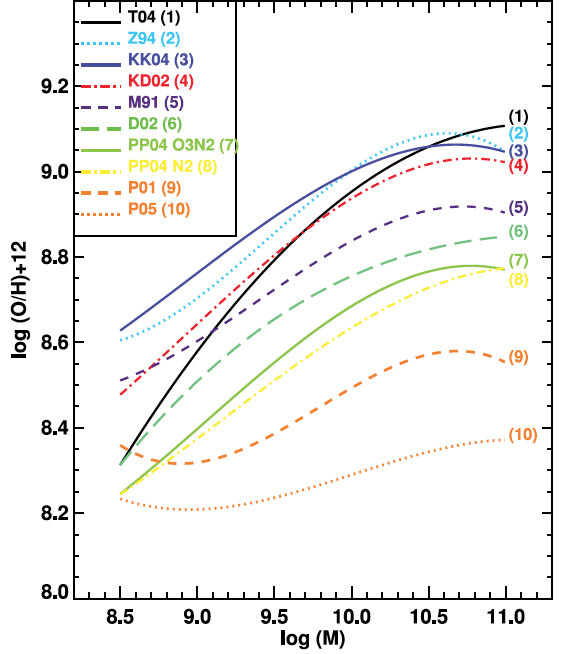 T04 (1)
Z94 (2)
KK04 (3)
KD02 (4)
M91 (5)
D02 (6)
PP04 O3N2 (7)
PP04 N2 (8)
P01 (9)
P05 (10)
log (O/H)+12
9.2
9.0
8.8
8.6
8.4
8.2
8.0
(1)
(2)
(3)
(4)
(5)
(6)
(7)
(8)
(9)
(10)
8.5 9.0 9.5 10.0 10.5 11.0
log (M)